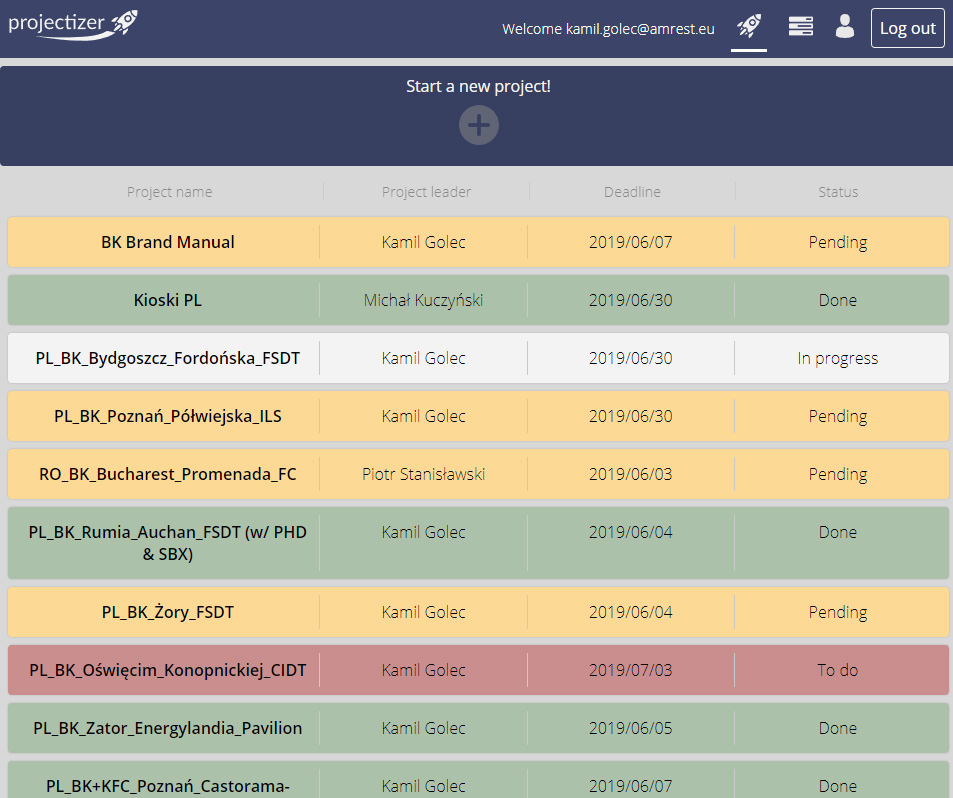 projectizer
Welcome kamil.golec@amrest.eu
Log out
Start a new project!
Project name Project leader Deadline Status
BK Brand Manual Kamil Golec 2019/06/07 Pending
Kioski PL Michał Kuczyński 2019/06/30 Done
PL_BK_Bydgoszcz_Fordońska_FSDT Kamil Golec 2019/06/30 In progress
PL_BK_Poznań_Półwiejska_ILS Kamil Golec 2019/06/30 Pending
RO_BK_Bucharest_Promenada_FC Piotr Stanisławski 2019/06/03 Pending
PL_BK_Rumia_Auchan_FSDT (w/ PHD Kamil Golec 2019/06/04 Done
& SBX)
PL_BK_Żory_FSDT Kamil Golec 2019/06/04 Pending
PL_BK_Oświęcim_Konopnickiej_CIDT Kamil Golec 2019/07/03 To do
PL_BK_Zator_Energylandia_Pavilion Kamil Golec 2019/06/05 Done
PL_BK+KFC_Poznań_Castorama- Kamil Golec 2019/06/07 Done